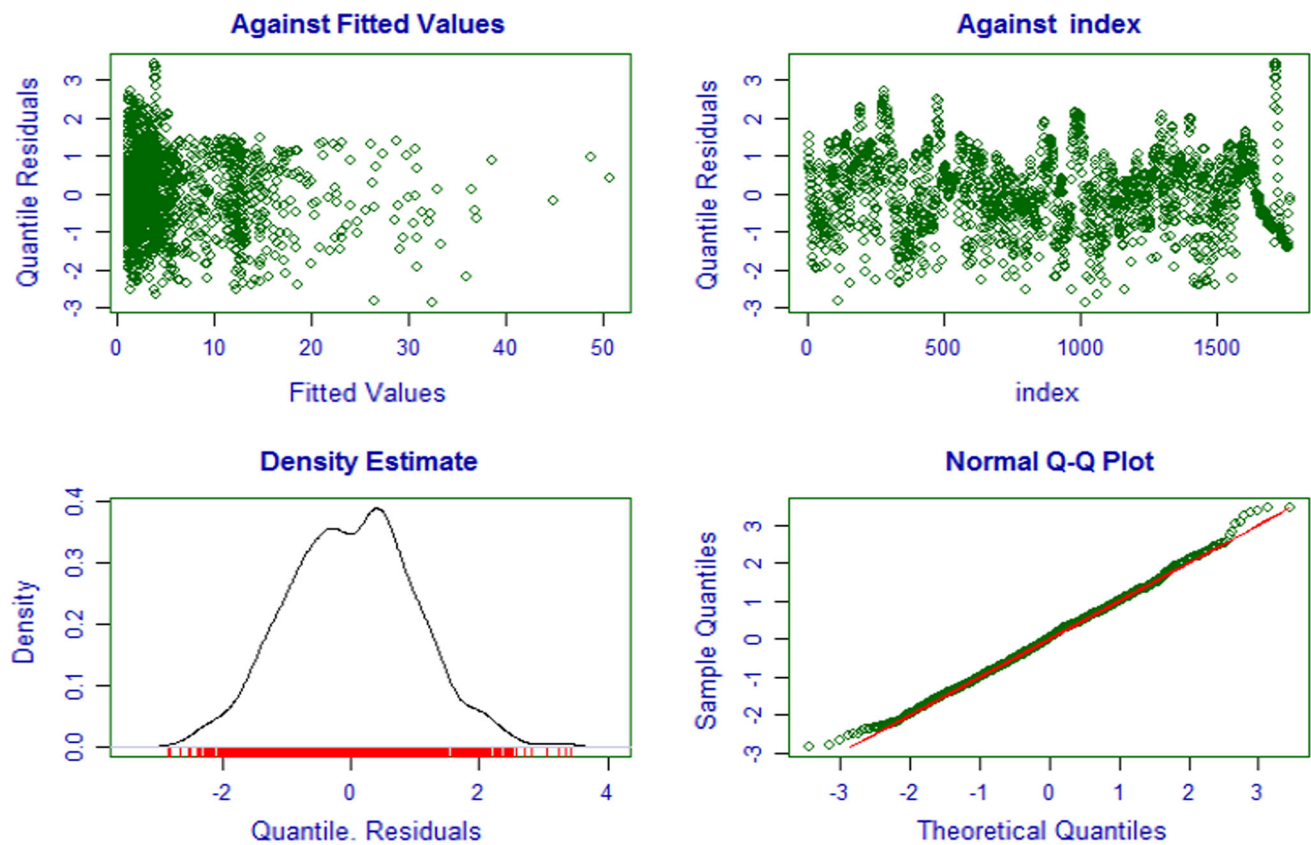 Against Fitted Values
Quantile Residuals
3
2
1
0
-1
-2
-3
0 10 20 30 40 50
Fitted Values
Against index
Quantile Residuals
3
2
1
0
-1
-2
-3
0 500 1000 1500
index
Density Estimate
Density
0.4
0.3
0.2
0.1
0.0
-2 0 2 4
Quantile. Residuals
Normal Q-Q Plot
Sample Quantiles
3
2
1
0
-1
-2
-3
-3 -2 -1 0 1 2 3
Theoretical Quantiles